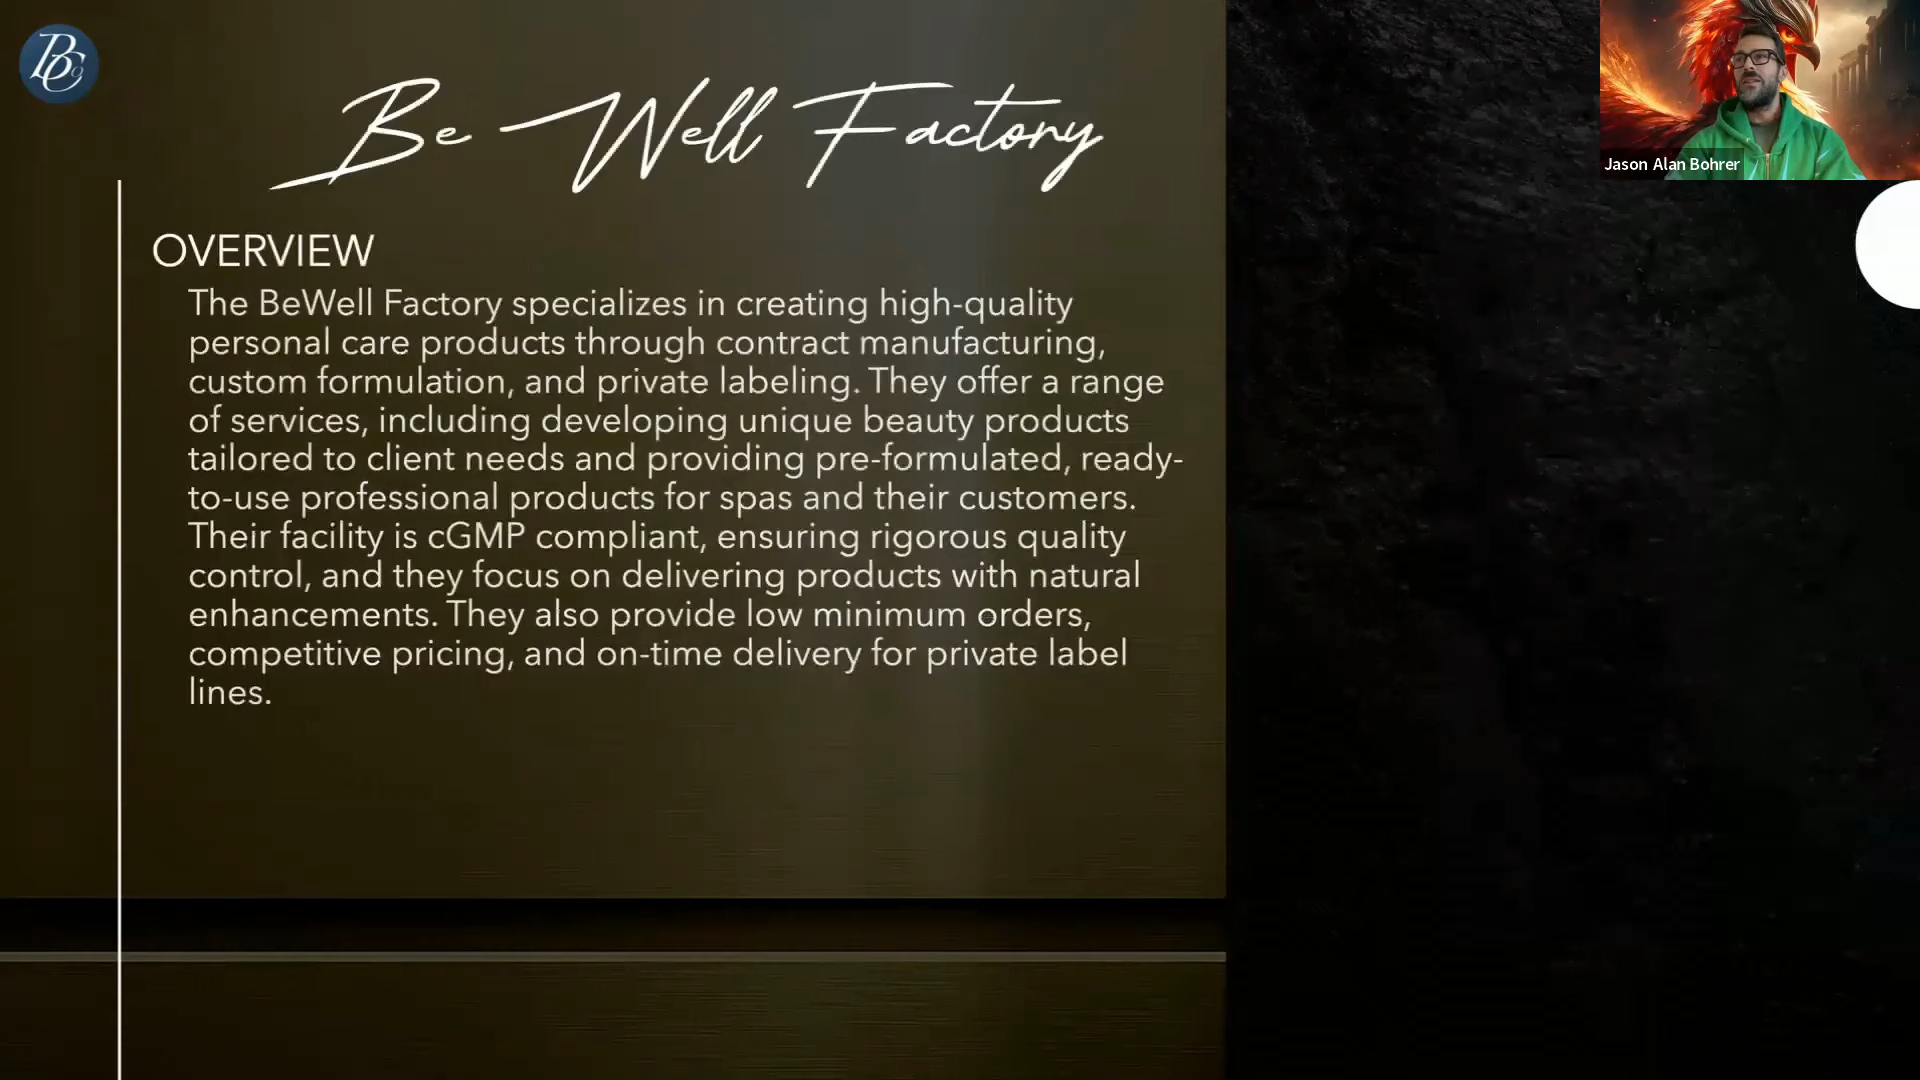 BC9
Be Well Factory
Jason Alan Bohrer
OVERVIEW
The BeWell Factory specializes in creating high-quality
personal care products through contract manufacturing,
custom formulation, and private labeling. They offer a range
of services, including developing unique beauty products
tailored to client needs and providing pre-formulated, ready-
to-use professional products for spas and their customers.
Their facility is cGMP compliant, ensuring rigorous quality
control, and they focus on delivering products with natural
enhancements. They also provide low minimum orders,
competitive pricing, and on-time delivery for private label
lines.